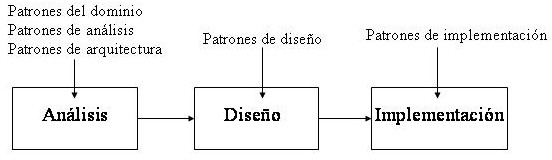 Patrones del dominio
Patrones de análisis
Patrones de arquitectura
Patrones de diseño
Patrones de implementación
Análisis
Diseño
Implementación